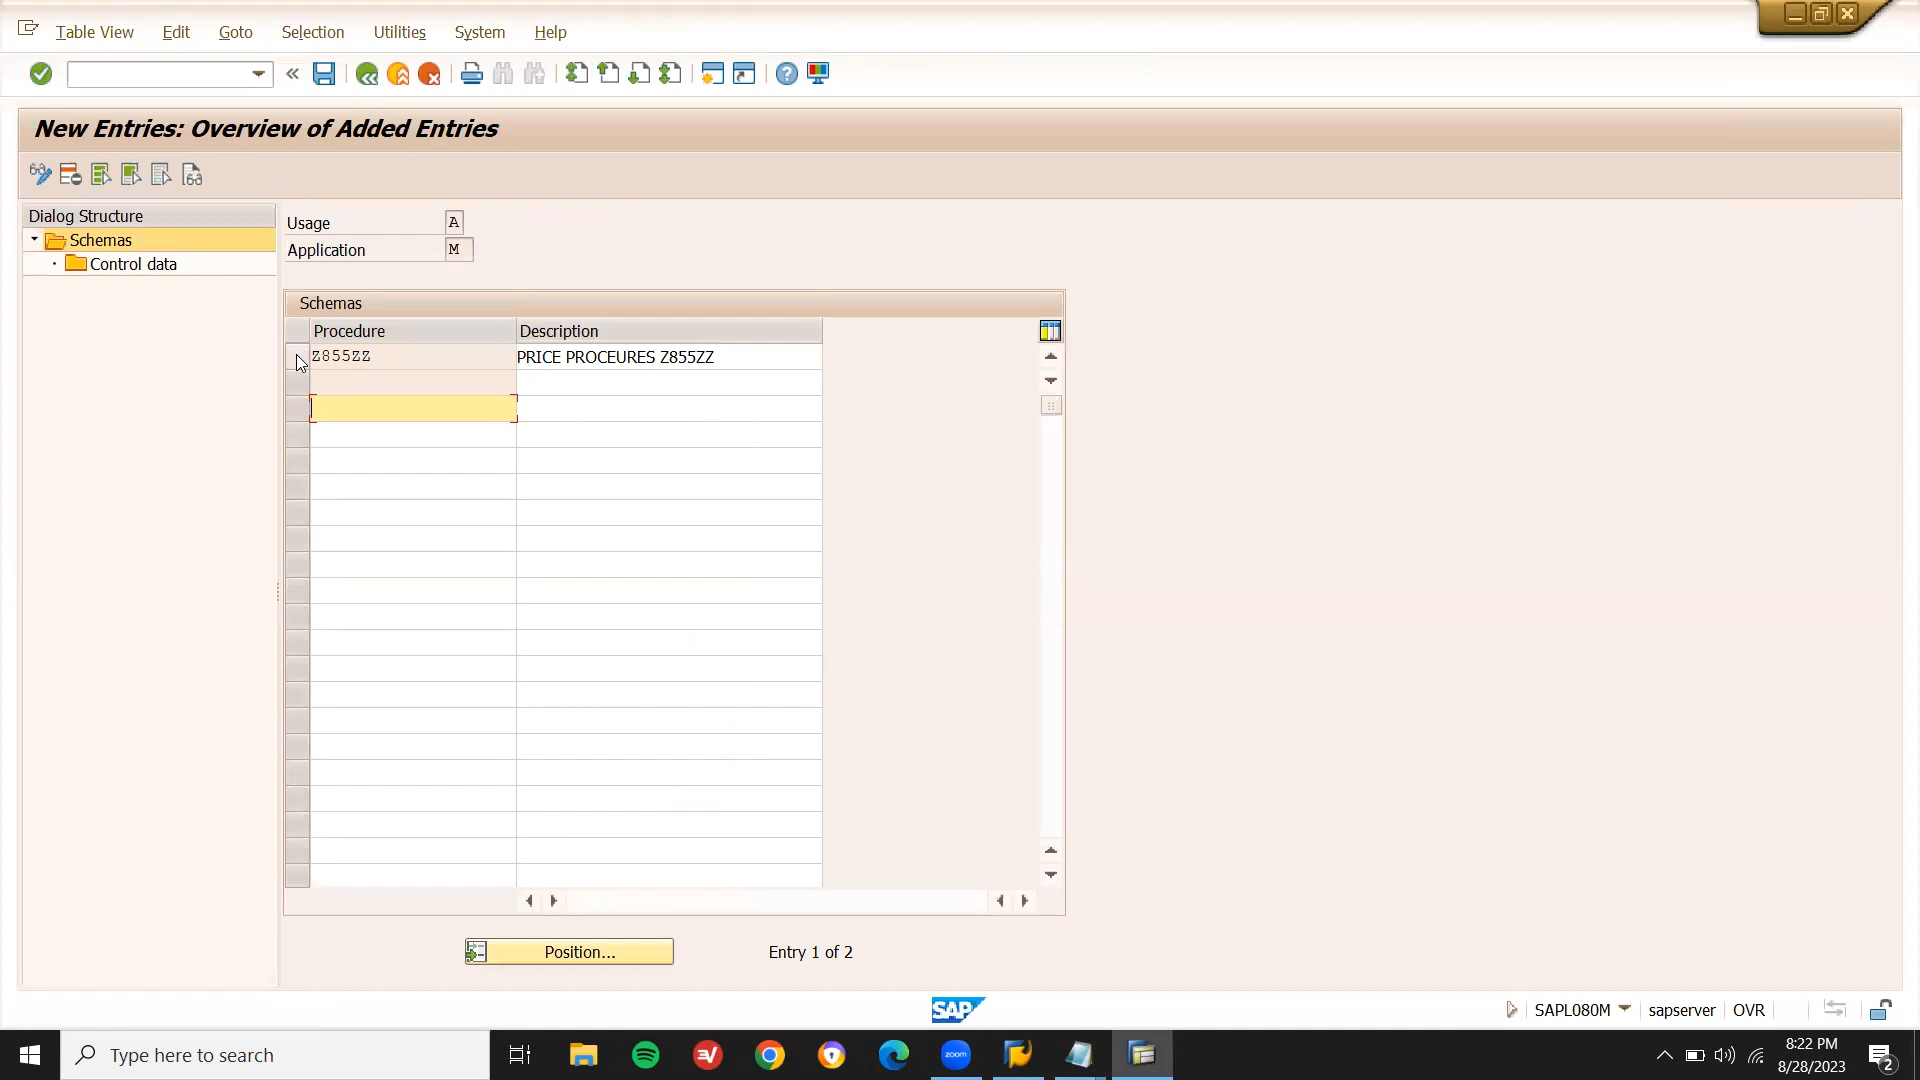 Table View Edit Goto Selection Utilities System Help
New Entries: Overview of Added Entries
Dialog Structure
Schemas
Control data
Usage A
Application M
Schemas
Procedure Description
Z855ZZ PRICE PROCEURES Z855ZZ
Position... Entry 1 of 2
SAP
SAPL080M sapserver OVR
Type here to search
zoom
8:22 PM
8/28/2023
2